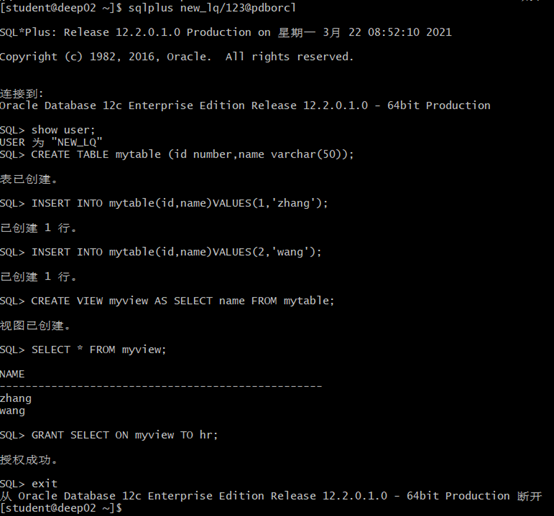 [student@deep02 ~]$ sqlplus new_lq/123@pdborcl
SQL*Plus: Release 12.2.0.1.0 Production on 星期一 3月 22 08:52:10 2021
Copyright (c) 1982, 2016, Oracle.  All rights reserved.
连接到:
Oracle Database 12c Enterprise Edition Release 12.2.0.1.0 - 64bit Production
SQL> show user;
USER 为 "NEW_LQ"
SQL> CREATE TABLE mytable (id number,name varchar(50));
表已创建。
SQL> INSERT INTO mytable(id,name)VALUES(1,'zhang');
已创建 1 行。
SQL> INSERT INTO mytable(id,name)VALUES(2,'wang');
已创建 1 行。
SQL> CREATE VIEW myview AS SELECT name FROM mytable;
视图已创建。
SQL> SELECT * FROM myview;
NAME
--------------------------------------------------
zhang
wang
SQL> GRANT SELECT ON myview TO hr;
授权成功。
SQL> exit
从 Oracle Database 12c Enterprise Edition Release 12.2.0.1.0 - 64bit Production 断开
[student@deep02 ~]$